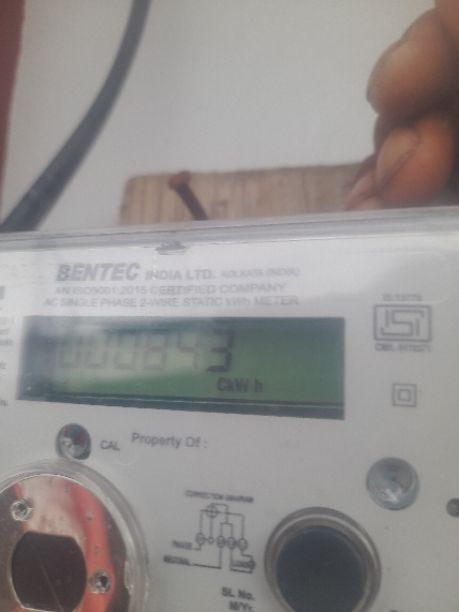 BENTEC INDIA LTD. KOLKATA (INDIA)
AN ISO9001:2015 CERTIFIED COMPANY
AC SINGLE PHASE 2-WIRE STATIC kWh METER
000843
CkWh
CAL
Property Of :
CONNECTION DIAGRAM
PHASE
NEUTRAL
LOAD
SL No.
M/Yr.